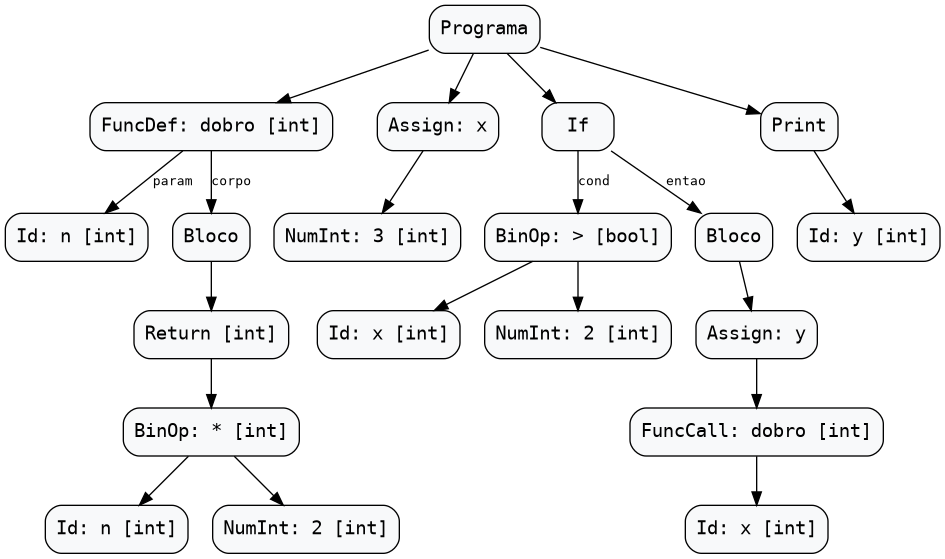 Programa
FuncDef: dobro [int]
Assign: x
If
Print
param
corpo
cond
entao
Id: n [int]
Bloco
NumInt: 3 [int]
BinOp: > [bool]
Bloco
Id: y [int]
Return [int]
Id: x [int]
NumInt: 2 [int]
Assign: y
BinOp: * [int]
FuncCall: dobro [int]
Id: n [int]
NumInt: 2 [int]
Id: x [int]